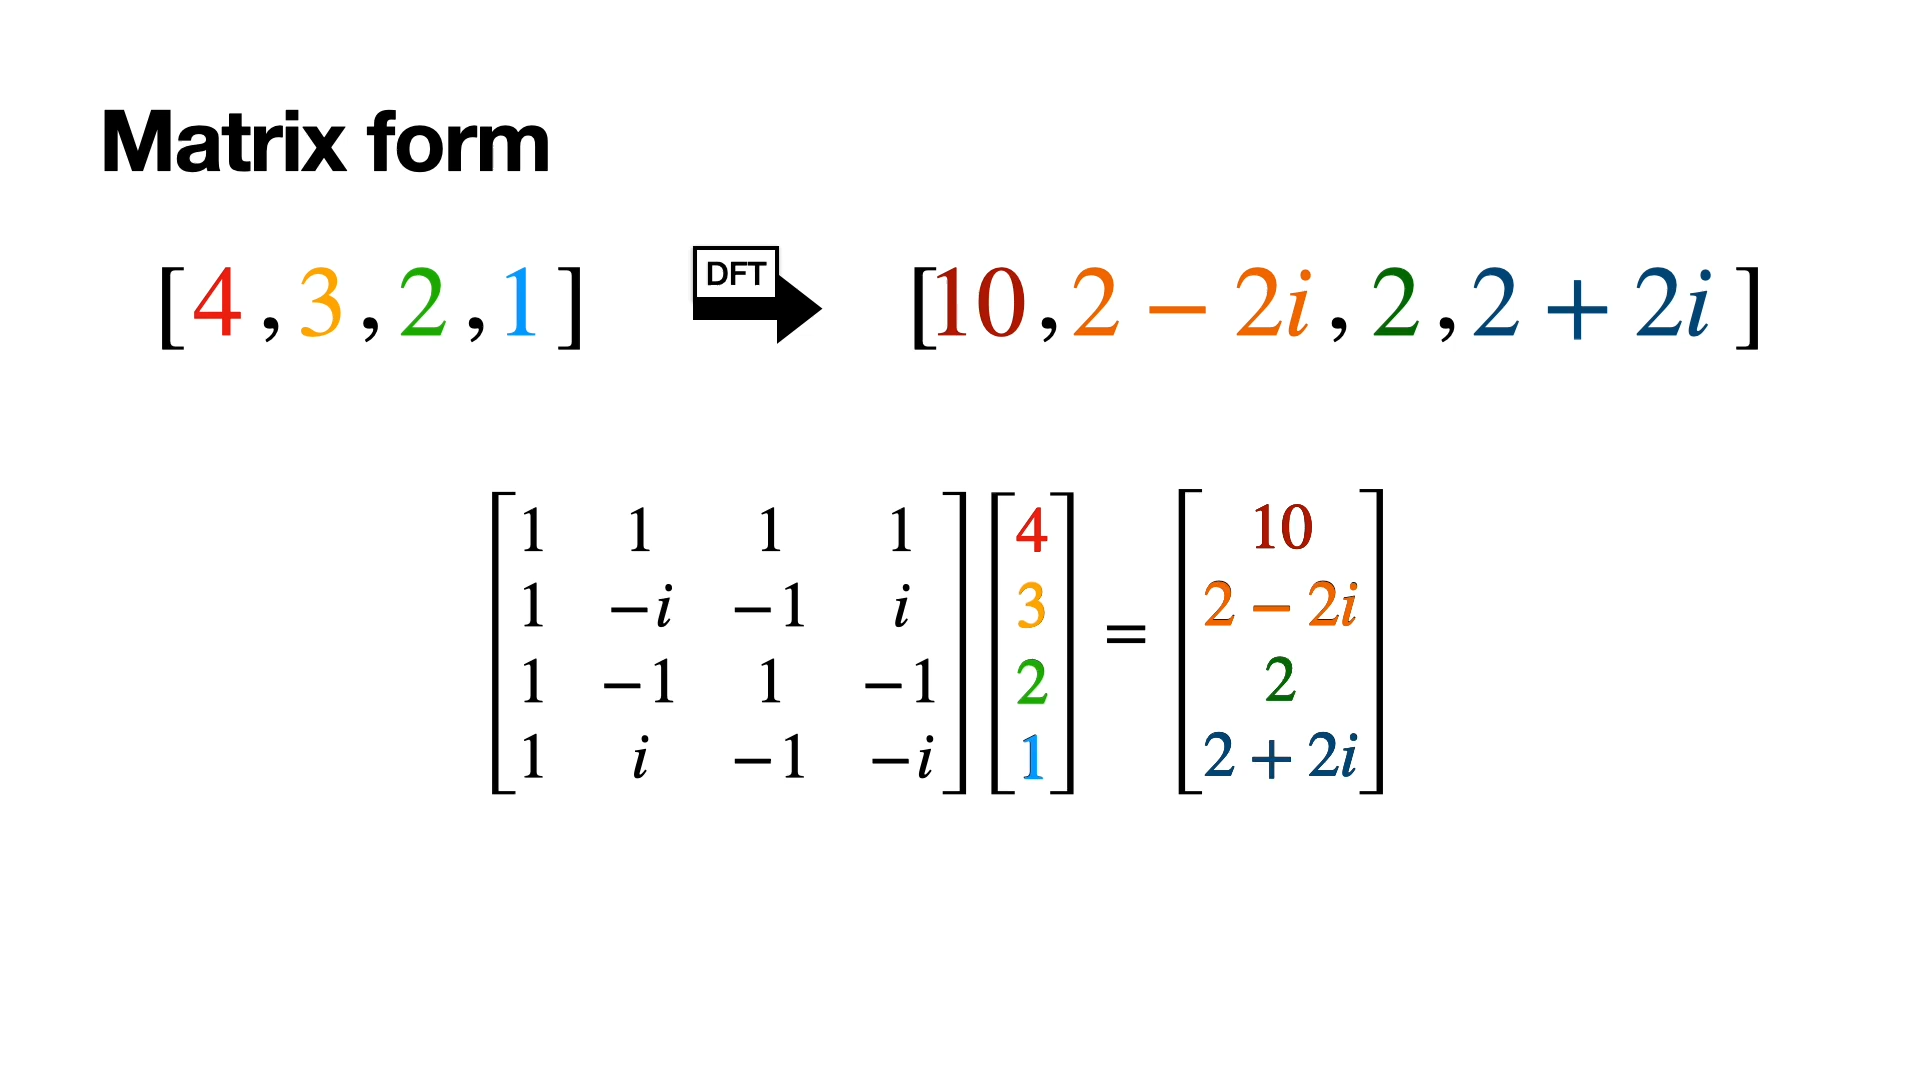 Matrix form
[4, 3, 2, 1] DFT [10, 2 − 2i, 2, 2 + 2i]
1 1 1 1 4 10
1 −i −1 i 3 2 − 2i
=
1 −1 1 −1 2 2
1 i −1 −i 1 2 + 2i